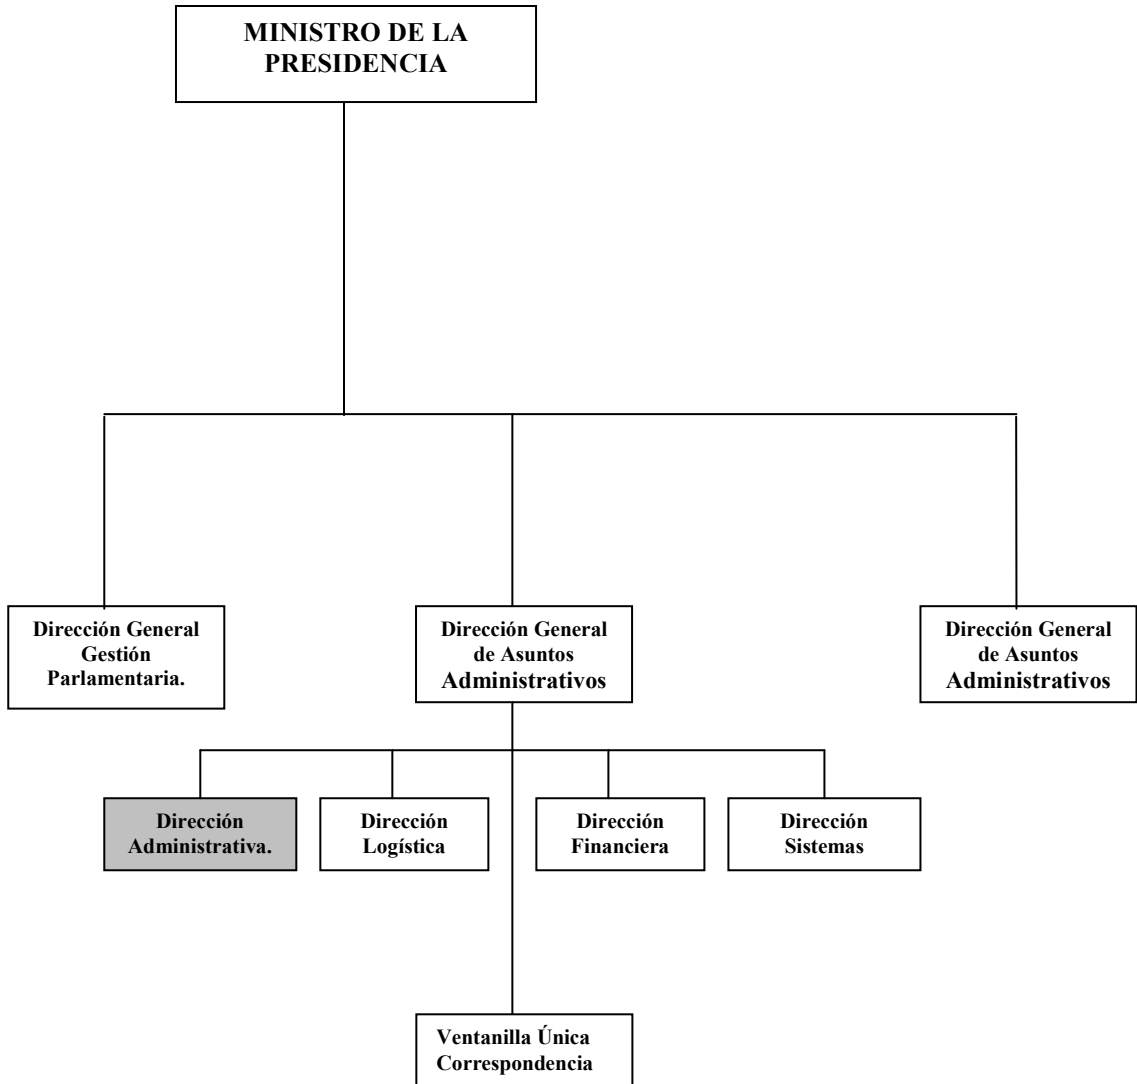 MINISTRO DE LA
PRESIDENCIA
Dirección General
Gestión
Parlamentaria.
Dirección General
de Asuntos
Administrativos
Dirección General
de Asuntos
Administrativos
Dirección
Administrativa.
Dirección
Logística
Dirección
Financiera
Dirección
Sistemas
Ventanilla Única
Correspondencia